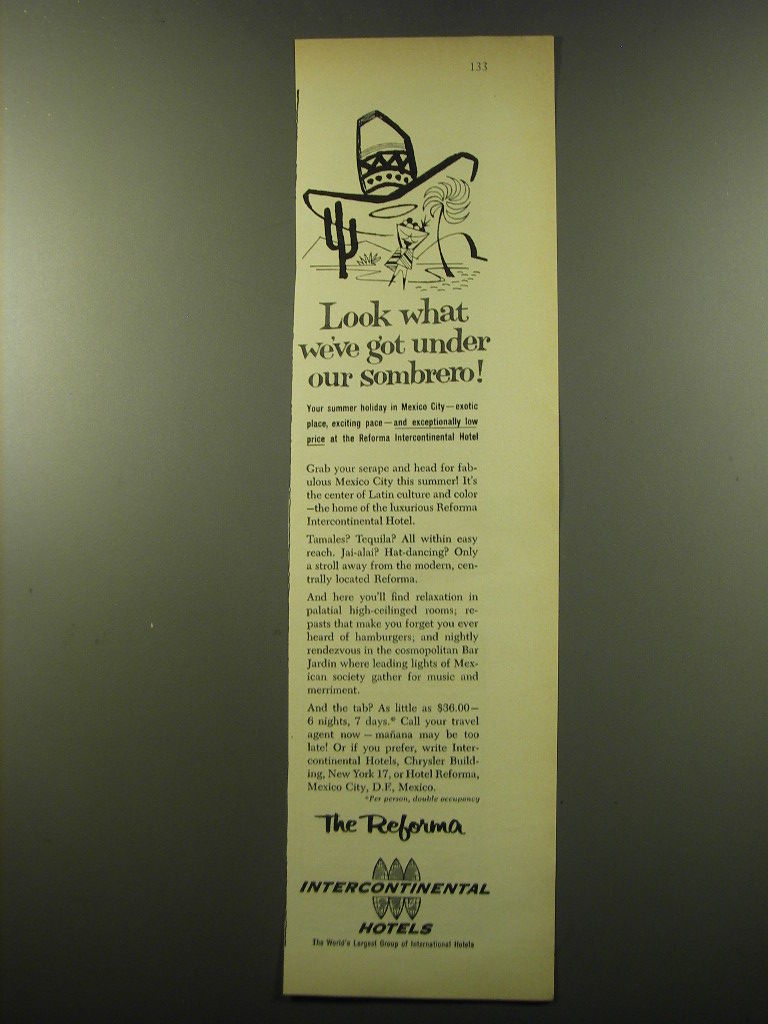 133
Look what
we've got under
our sombrero!
Your summer holiday in Mexico City—exotic
place, exciting pace—and exceptionally low
price at the Reforma Intercontinental Hotel
Grab your serape and head for fab-
ulous Mexico City this summer! It's
the center of Latin culture and color
—the home of the luxurious Reforma
Intercontinental Hotel.
Tamales? Tequila? All within easy
reach. Jai-alai? Hat-dancing? Only
a stroll away from the modern, cen-
trally located Reforma.
And here you'll find relaxation in
palatial high-ceilinged rooms; re-
pasts that make you forget you ever
heard of hamburgers; and nightly
rendezvous in the cosmopolitan Bar
Jardin where leading lights of Mex-
ican society gather for music and
merriment.
And the tab? As little as $36.00—
6 nights, 7 days.* Call your travel
agent now — mañana may be too
late! Or if you prefer, write Inter-
continental Hotels, Chrysler Build-
ing, New York 17, or Hotel Reforma,
Mexico City, D.F., Mexico.
*Per person, double occupancy
The Reforma
INTERCONTINENTAL
HOTELS
The World's Largest Group of International Hotels